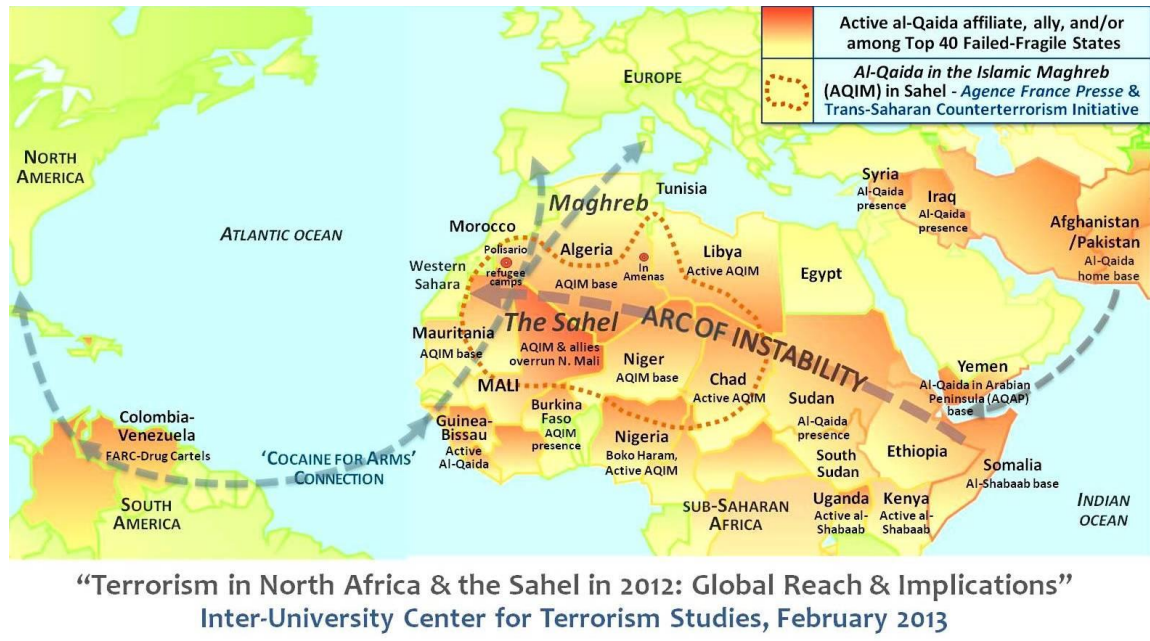 Active al-Qaida affiliate, ally, and/or
among Top 40 Failed-Fragile States
Al-Qaida in the Islamic Maghreb
(AQIM) in Sahel - Agence France Presse &
Trans-Saharan Counterterrorism Initiative
EUROPE
NORTH
AMERICA
ATLANTIC OCEAN
Maghreb
Tunisia
Morocco
Polisario
refugee
camps
Western
Sahara
Algeria
AQIM base
In
Amenas
Libya
Active AQIM
Egypt
Syria
Al-Qaida
presence
Iraq
Al-Qaida
presence
Afghanistan
/Pakistan
Al-Qaida
home base
The Sahel
AQIM & allies
overrun N. Mali
ARC OF INSTABILITY
Mauritania
AQIM base
MALI
Niger
AQIM base
Chad
Active AQIM
Sudan
Al-Qaida
presence
Yemen
Al-Qaida in Arabian
Peninsula (AQAP)
base
Colombia-
Venezuela
FARC-Drug Cartels
'COCAINE FOR ARMS'
CONNECTION
Guinea-
Bissau
Active
Al-Qaida
Burkina
Faso
AQIM
presence
Nigeria
Boko Haram,
Active AQIM
South
Sudan
Ethiopia
Somalia
Al-Shabaab base
SOUTH
AMERICA
SUB-SAHARAN
AFRICA
Uganda
Active al-
Shabaab
Kenya
Active al-
Shabaab
INDIAN
OCEAN
"Terrorism in North Africa & the Sahel in 2012: Global Reach & Implications"
Inter-University Center for Terrorism Studies, February 2013